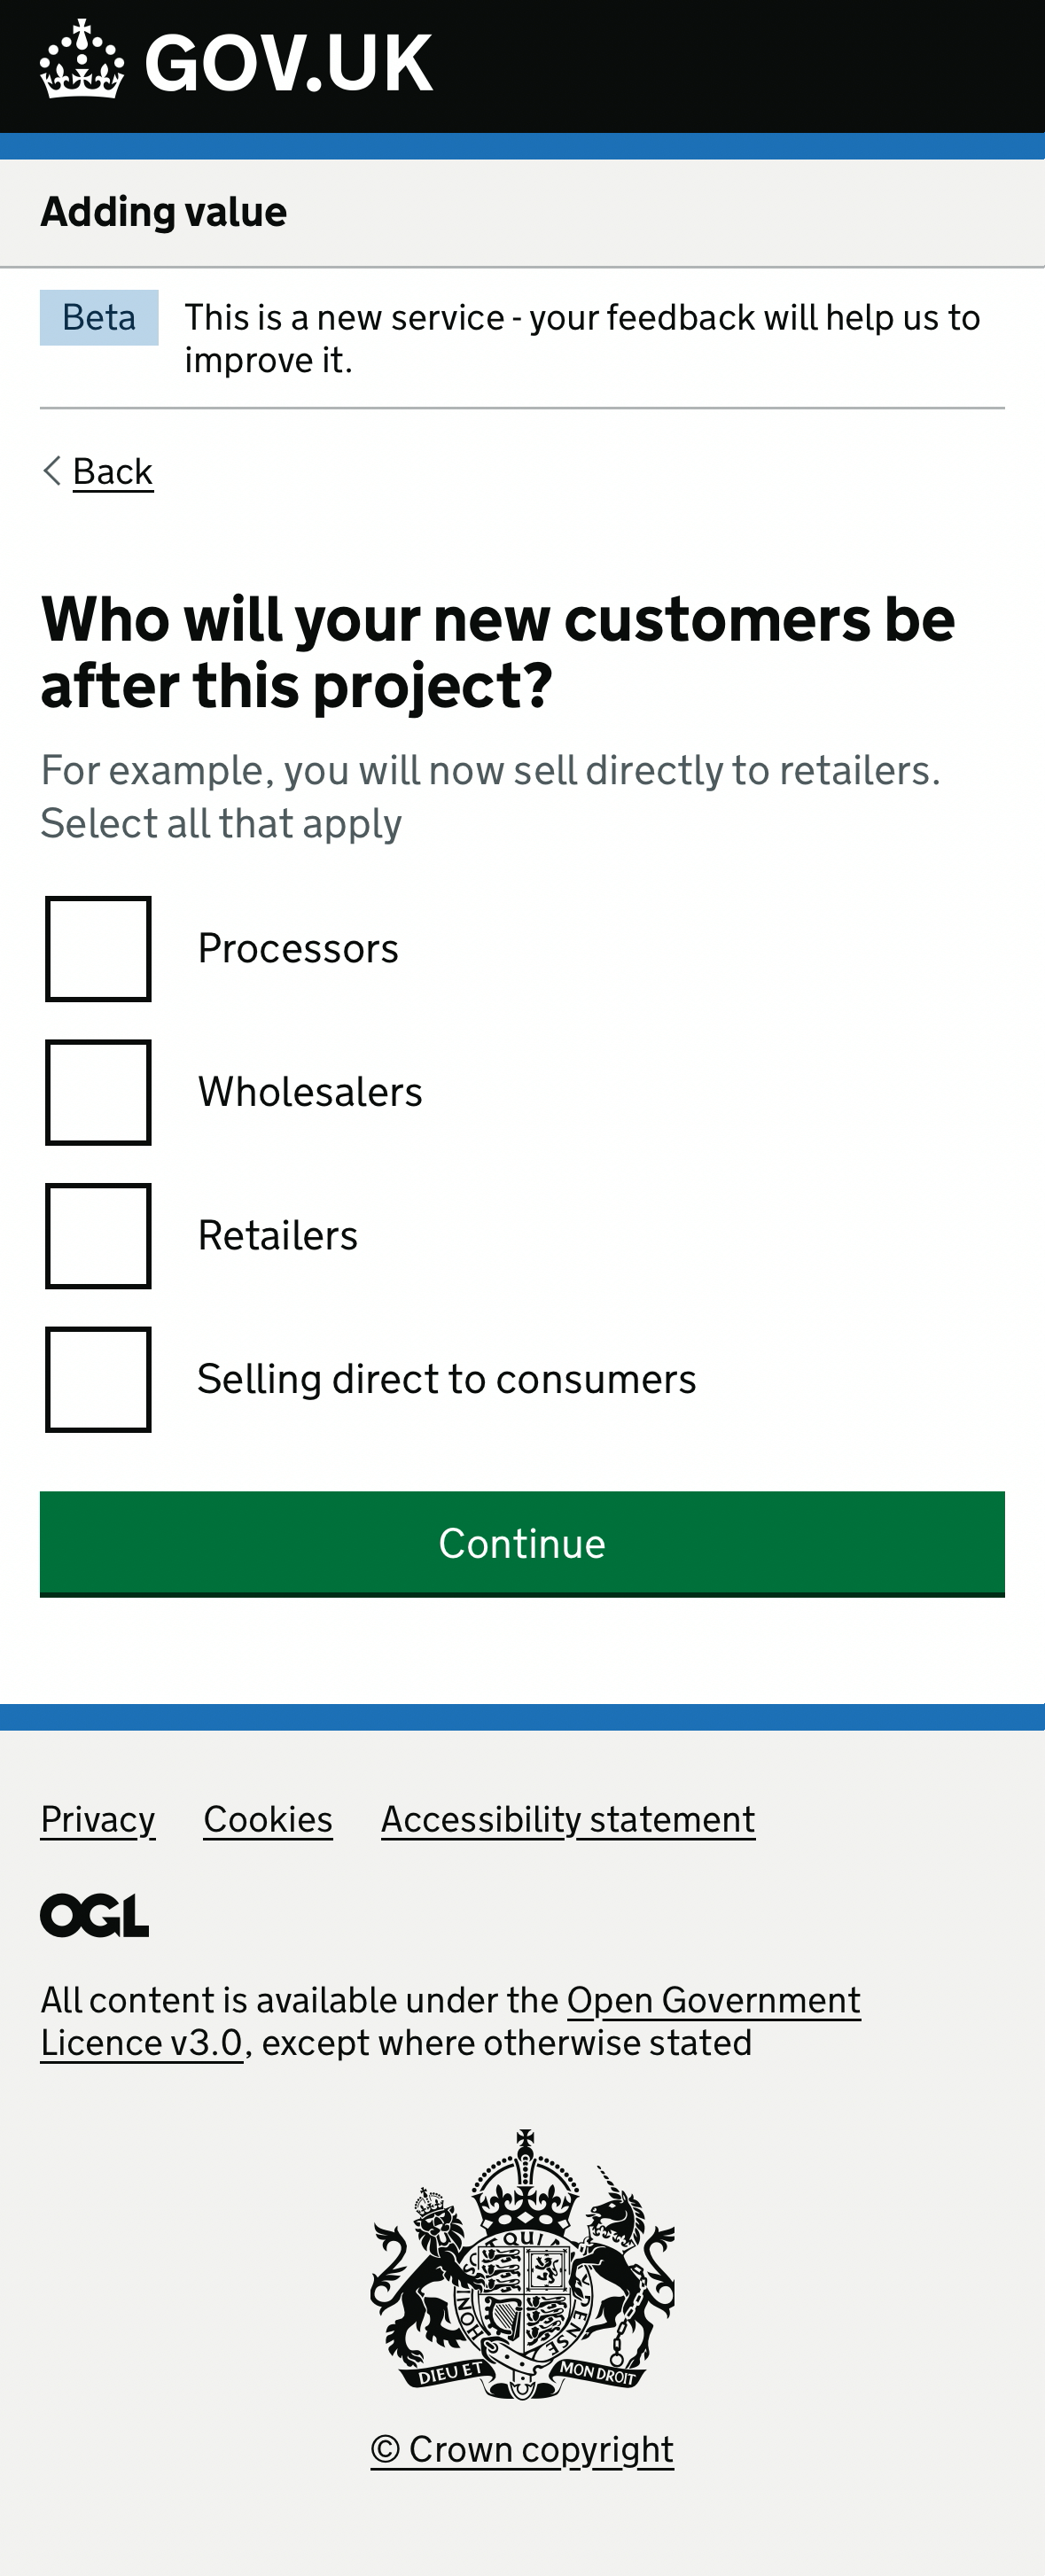 GOV.UK
Adding value
Beta
This is a new service - your feedback will help us to
improve it.
Back
Who will your new customers be
after this project?
For example, you will now sell directly to retailers.
Select all that apply
Processors
Wholesalers
Retailers
Selling direct to consumers
Continue
Privacy Cookies Accessibility statement
OGL
All content is available under the Open Government
Licence v3.0, except where otherwise stated
DIEU ET MON DROIT
© Crown copyright